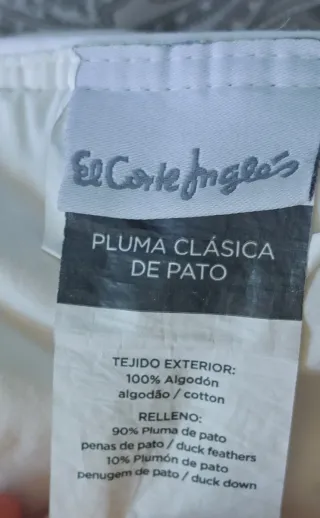 El Corte Inglés
PLUMA CLÁSICA
DE PATO
TEJIDO EXTERIOR:
100% Algodón
algodão / cotton
RELLENO:
90% Pluma de pato
penas de pato / duck feathers
10% Plumón de pato
penugem de pato / duck down